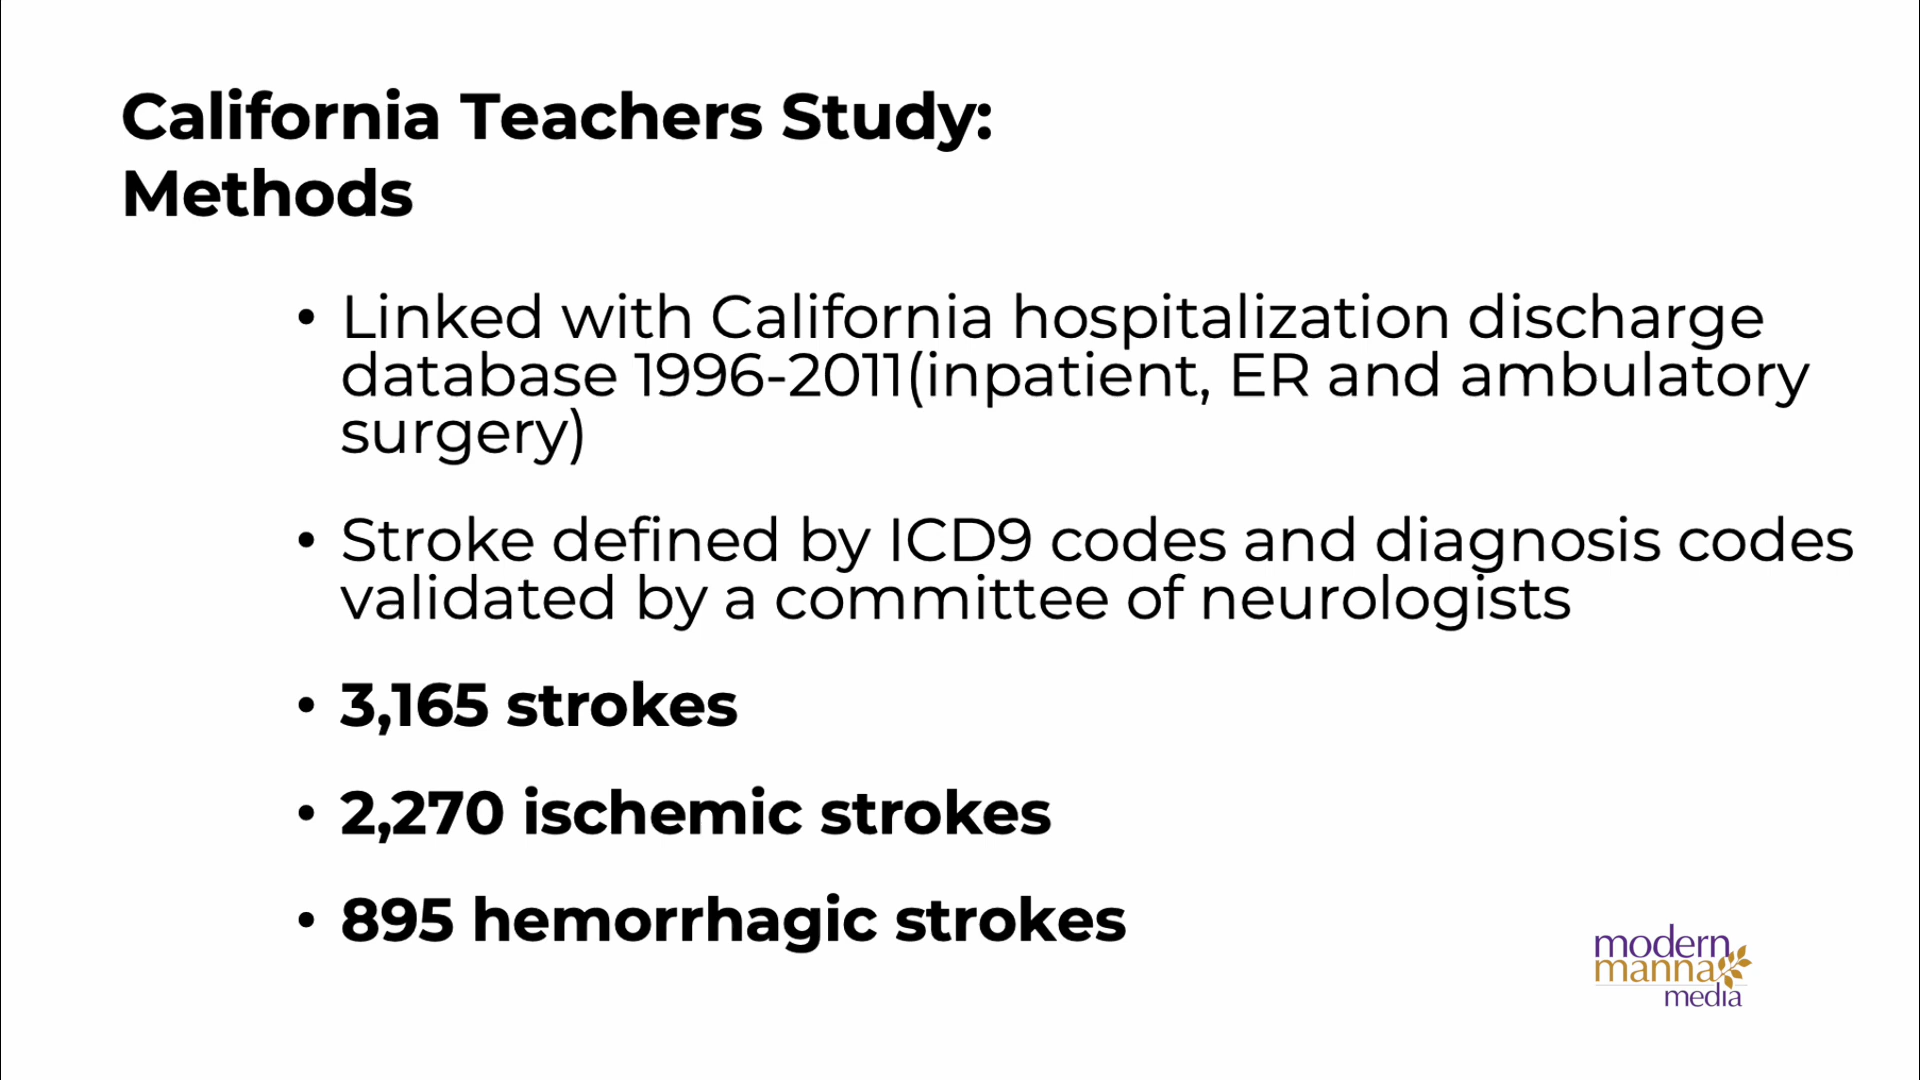 California Teachers Study:
Methods
• Linked with California hospitalization discharge
database 1996-2011(inpatient, ER and ambulatory
surgery)
• Stroke defined by ICD9 codes and diagnosis codes
validated by a committee of neurologists
• 3,165 strokes
• 2,270 ischemic strokes
• 895 hemorrhagic strokes
modern
manna
media